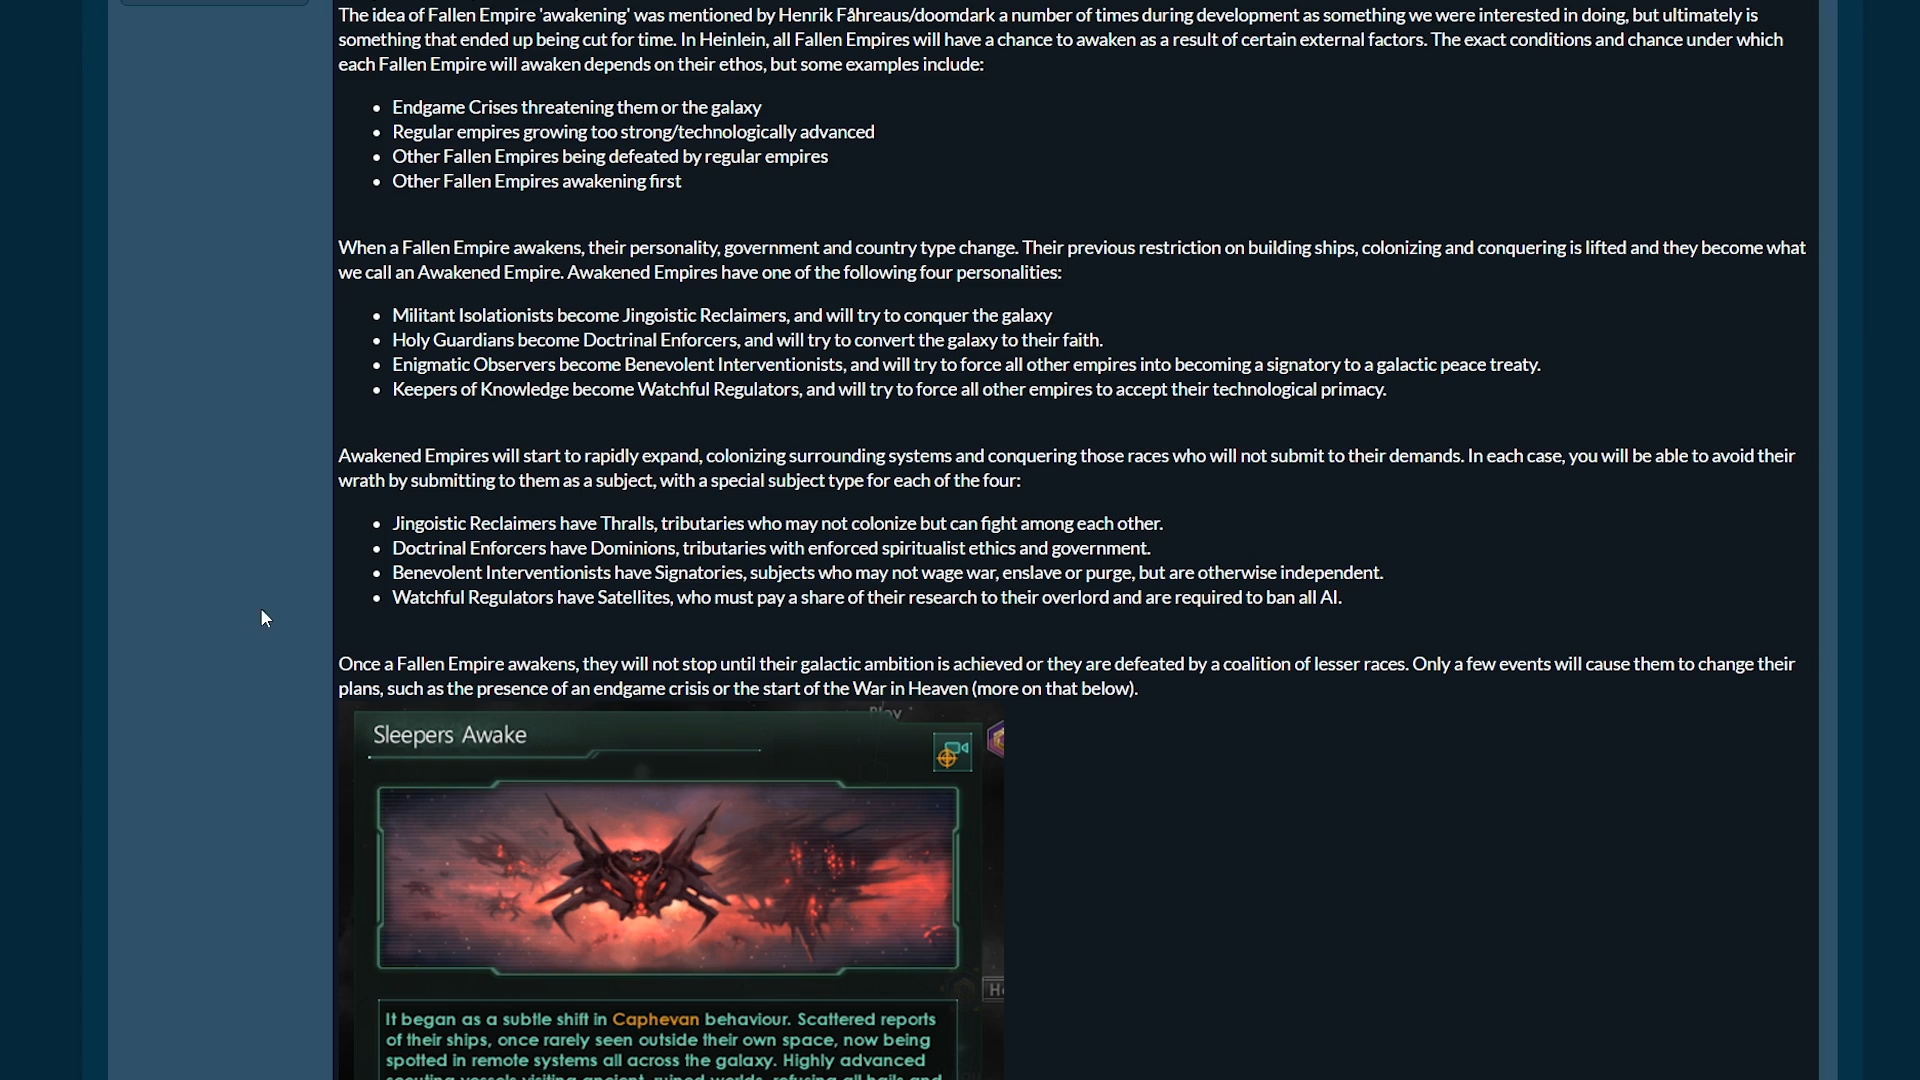 The idea of Fallen Empire 'awakening' was mentioned by Henrik Fåhreaus/doomdark a number of times during development as something we were interested in doing, but ultimately is
something that ended up being cut for time. In Heinlein, all Fallen Empires will have a chance to awaken as a result of certain external factors. The exact conditions and chance under which
each Fallen Empire will awaken depends on their ethos, but some examples include:
• Endgame Crises threatening them or the galaxy
• Regular empires growing too strong/technologically advanced
• Other Fallen Empires being defeated by regular empires
• Other Fallen Empires awakening first
When a Fallen Empire awakens, their personality, government and country type change. Their previous restriction on building ships, colonizing and conquering is lifted and they become what
we call an Awakened Empire. Awakened Empires have one of the following four personalities:
• Militant Isolationists become Jingoistic Reclaimers, and will try to conquer the galaxy
• Holy Guardians become Doctrinal Enforcers, and will try to convert the galaxy to their faith.
• Enigmatic Observers become Benevolent Interventionists, and will try to force all other empires into becoming a signatory to a galactic peace treaty.
• Keepers of Knowledge become Watchful Regulators, and will try to force all other empires to accept their technological primacy.
Awakened Empires will start to rapidly expand, colonizing surrounding systems and conquering those races who will not submit to their demands. In each case, you will be able to avoid their
wrath by submitting to them as a subject, with a special subject type for each of the four:
• Jingoistic Reclaimers have Thralls, tributaries who may not colonize but can fight among each other.
• Doctrinal Enforcers have Dominions, tributaries with enforced spiritualist ethics and government.
• Benevolent Interventionists have Signatories, subjects who may not wage war, enslave or purge, but are otherwise independent.
• Watchful Regulators have Satellites, who must pay a share of their research to their overlord and are required to ban all AI.
Once a Fallen Empire awakens, they will not stop until their galactic ambition is achieved or they are defeated by a coalition of lesser races. Only a few events will cause them to change their
plans, such as the presence of an endgame crisis or the start of the War in Heaven (more on that below).
Sleepers Awake
It began as a subtle shift in Caphevan behaviour. Scattered reports
of their ships, once rarely seen outside their own space, now being
spotted in remote systems all across the galaxy. Highly advanced
scouting vessels visiting ancient, ruined worlds, refusing all hails and